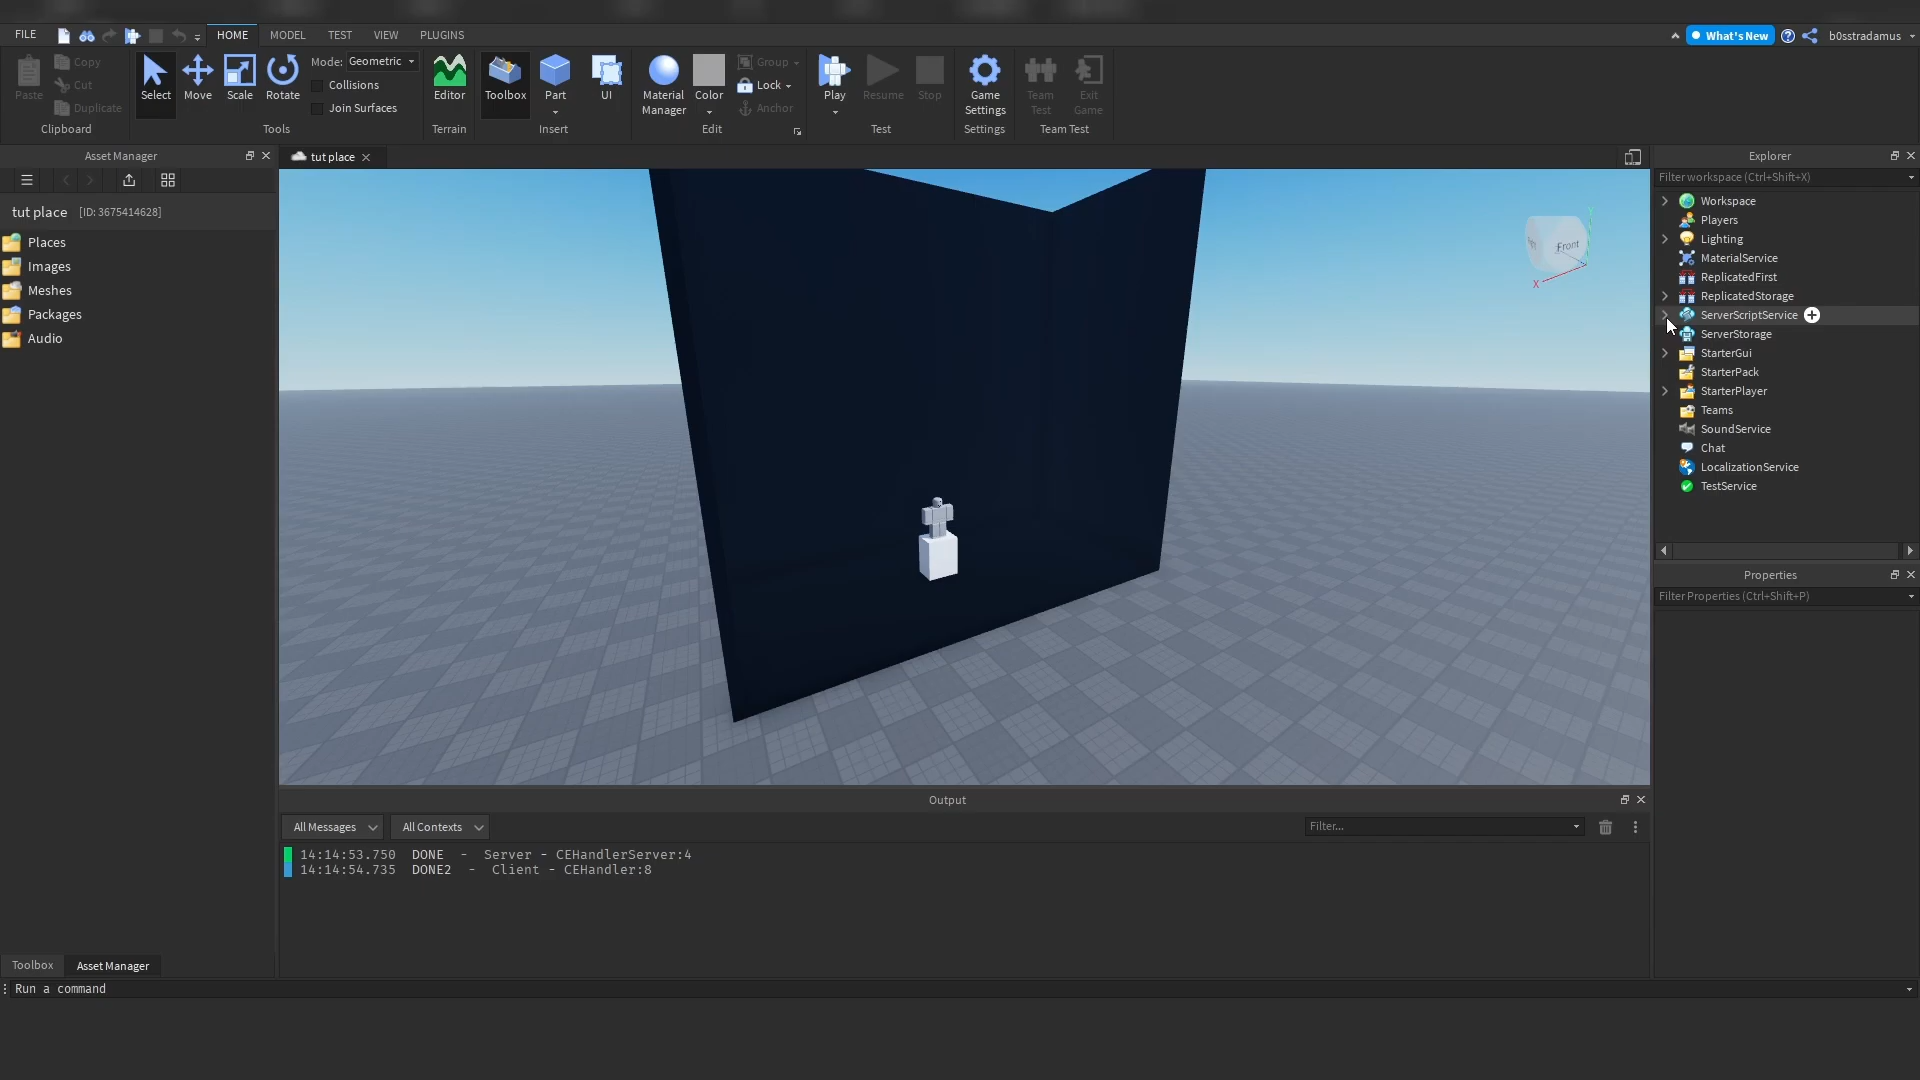 FILE HOME MODEL TEST VIEW PLUGINS What's New b0sstradamus
Paste Copy Cut Duplicate Clipboard
Select Move Scale Rotate Mode: Geometric Collisions Join Surfaces Tools
Editor Terrain
Toolbox Part UI Insert
Material Manager Color Group Lock Anchor Edit
Play Resume Stop Test
Game Settings Settings
Team Test Exit Game Team Test
Asset Manager
tut place [ID: 3675414628]
Places
Images
Meshes
Packages
Audio
Toolbox Asset Manager
tut place
Front
X
Output
All Messages All Contexts Filter...
14:14:53.750 DONE - Server - CEHandlerServer:4
14:14:54.735 DONE2 - Client - CEHandler:8
Explorer
Filter workspace (Ctrl+Shift+X)
Workspace
Players
Lighting
MaterialService
ReplicatedFirst
ReplicatedStorage
ServerScriptService
ServerStorage
StarterGui
StarterPack
StarterPlayer
Teams
SoundService
Chat
LocalizationService
TestService
Properties
Filter Properties (Ctrl+Shift+P)
Run a command